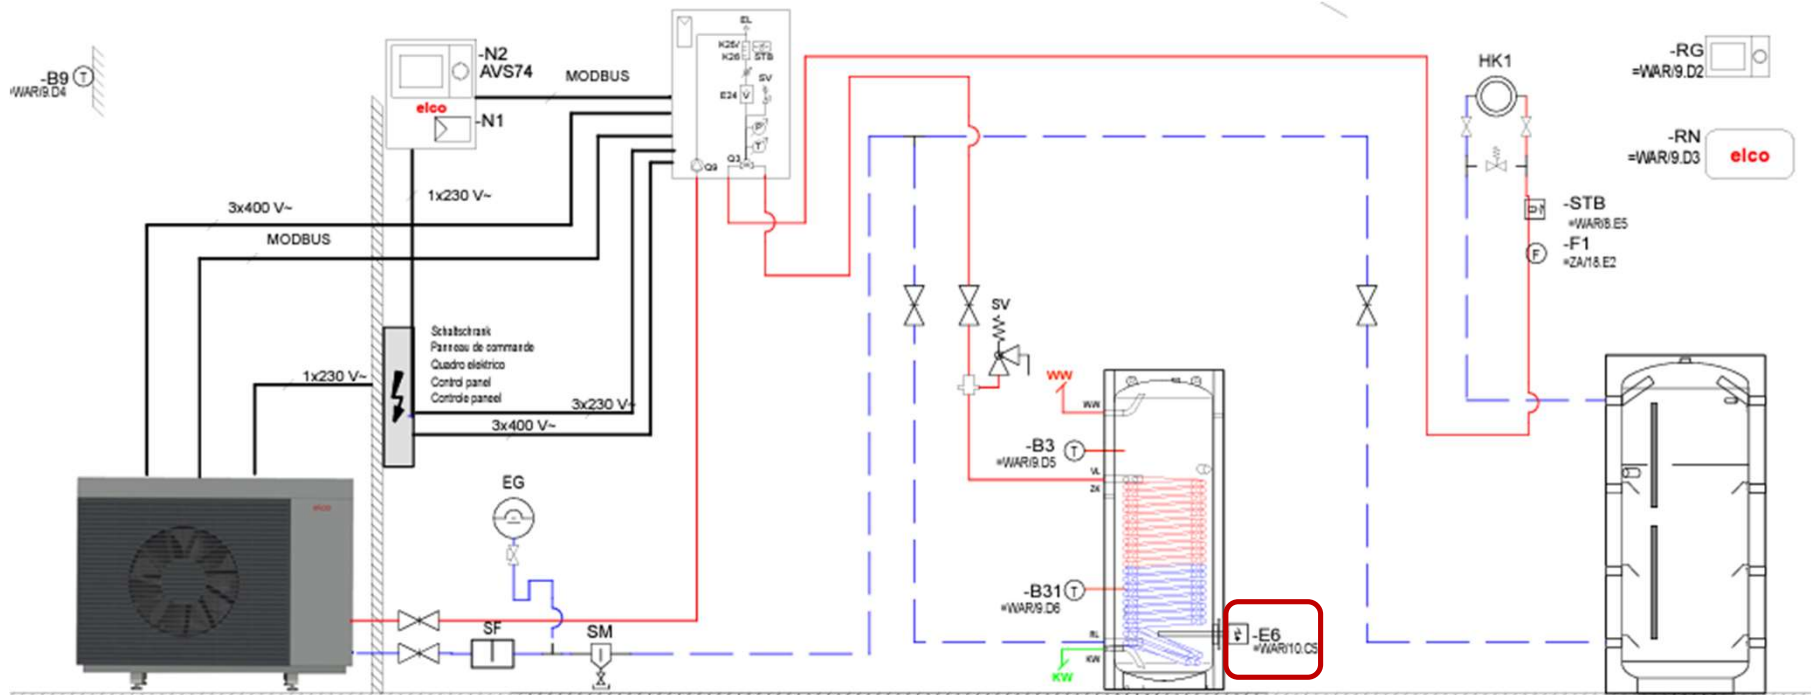 -B9
T
=WAR/9.D4
-N2
AVS74
elco
-N1
MODBUS
EL
K25/
K26
STB
SV
E24
V
P
T
Q9
Q3
1x230 V~
3x400 V~
MODBUS
1x230 V~
Schaltschrank
Panneau de commande
Quadro elektrico
Control panel
Controle paneel
3x230 V~
3x400 V~
elco
EG
SF
SM
SV
WW
WW
-B3
T
=WAR/9.D5
VL
ZK
-B31
T
=WAR/9.D6
RL
KW
KW
-E6
=WAR/10.C5
HK1
-STB
=WAR/8.E5
-F1
F
=ZA/18.E2
-RG
=WAR/9.D2
-RN
=WAR/9.D3
elco